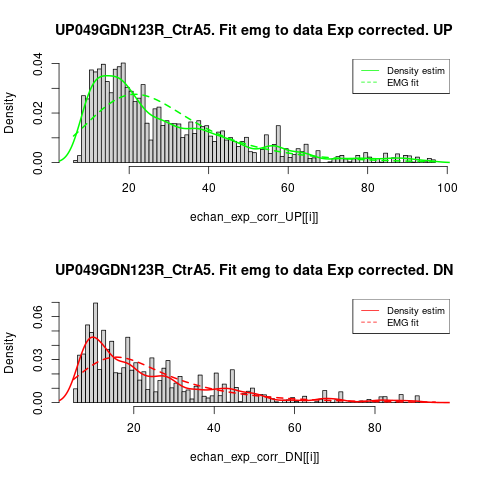 UP049GDN123R_CtrA5. Fit emg to data Exp corrected. UP
Density
0.00
0.02
0.04
Density estim
EMG fit
20
40
60
80
100
echan_exp_corr_UP[[i]]
UP049GDN123R_CtrA5. Fit emg to data Exp corrected. DN
Density
0.00
0.03
0.06
Density estim
EMG fit
20
40
60
80
echan_exp_corr_DN[[i]]